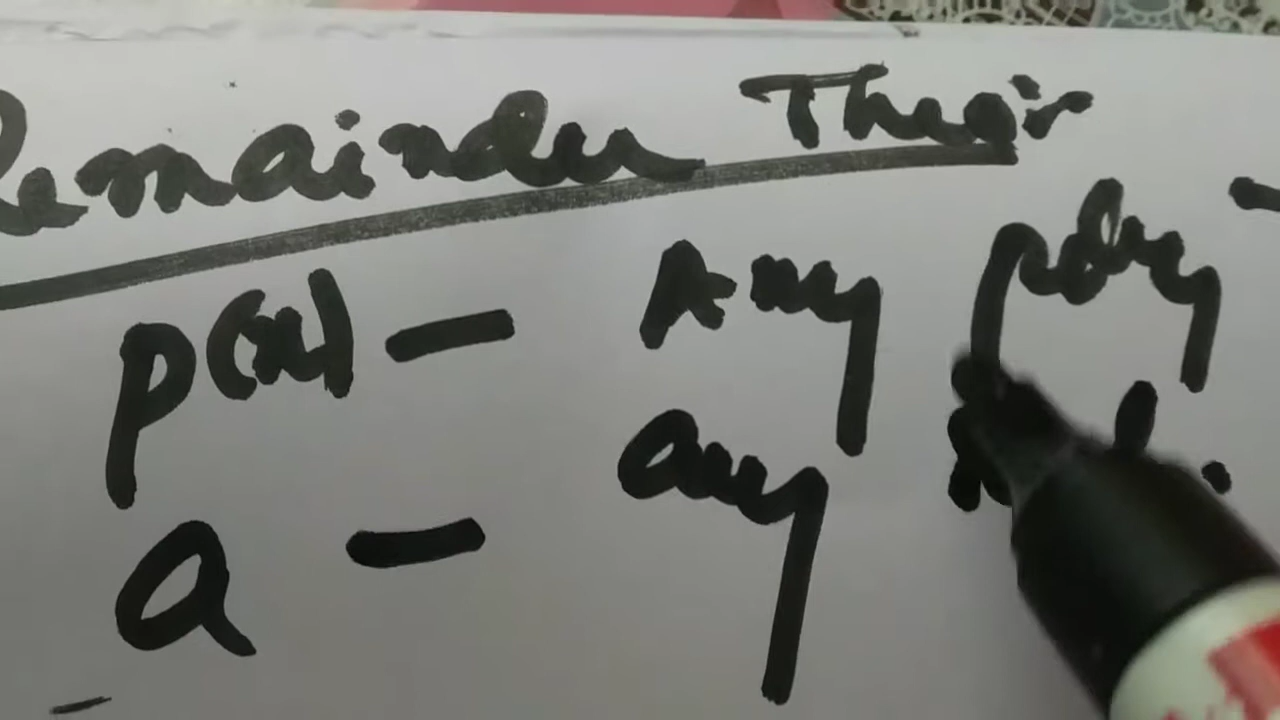 Remainder Theor
p(x) — Any poly -
a — any